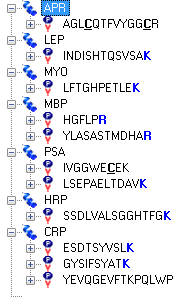 APR
AGLCQTFVYGGCR
LEP
INDISHTQSVSAK
MYO
LFTGHPETLEK
MBP
HGFLPR
YLASASTMDHAR
PSA
IVGGWECEK
LSEPAELTDAVK
HRP
SSDLVALSGGHTFGK
CRP
ESDTSYVSLK
GYSIFSYATK
YEVQGEVFTKPQLWP